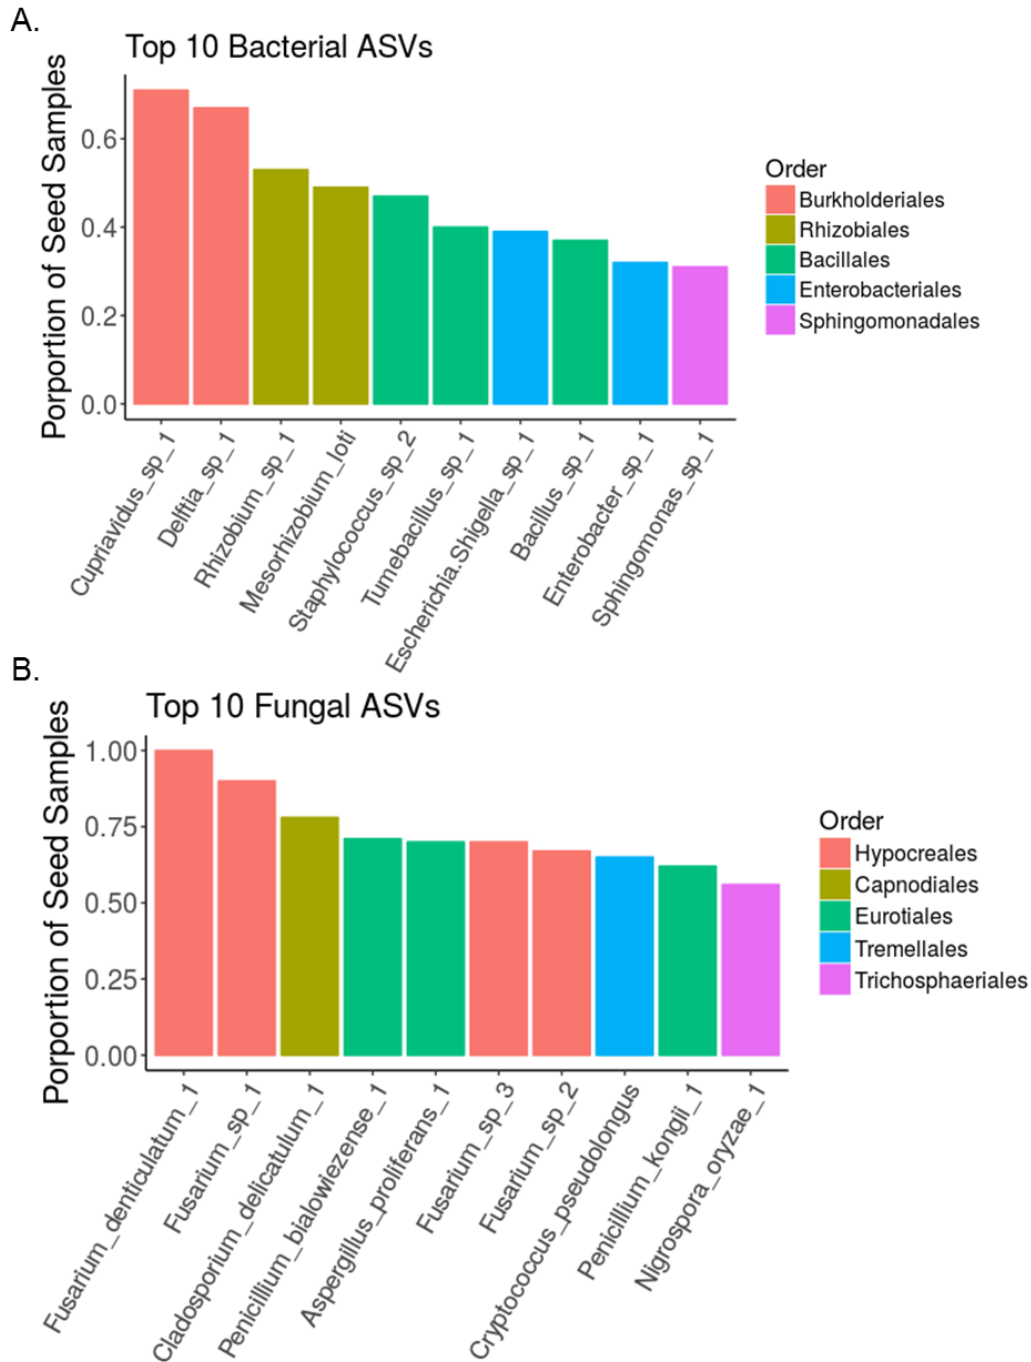 A.
Top 10 Bacterial ASVs
Porportion of Seed Samples
0.6
0.4
0.2
0.0
Cupriavidus_sp_1
Delftia_sp_1
Rhizobium_sp_1
Mesorhizobium_loti
Staphylococcus_sp_2
Tumebacillus_sp_1
Escherichia.Shigella_sp_1
Bacillus_sp_1
Enterobacter_sp_1
Sphingomonas_sp_1
Order
Burkholderiales
Rhizobiales
Bacillales
Enterobacteriales
Sphingomonadales
B.
Top 10 Fungal ASVs
Porportion of Seed Samples
1.00
0.75
0.50
0.25
0.00
Fusarium_denticulatum_1
Fusarium_sp_1
Cladosporium_delicatulum_1
Penicillium_bialowiezense_1
Aspergillus_proliferans_1
Fusarium_sp_3
Fusarium_sp_2
Cryptococcus_pseudolongus
Penicillium_kongii_1
Nigrospora_oryzae_1
Order
Hypocreales
Capnodiales
Eurotiales
Tremellales
Trichosphaeriales